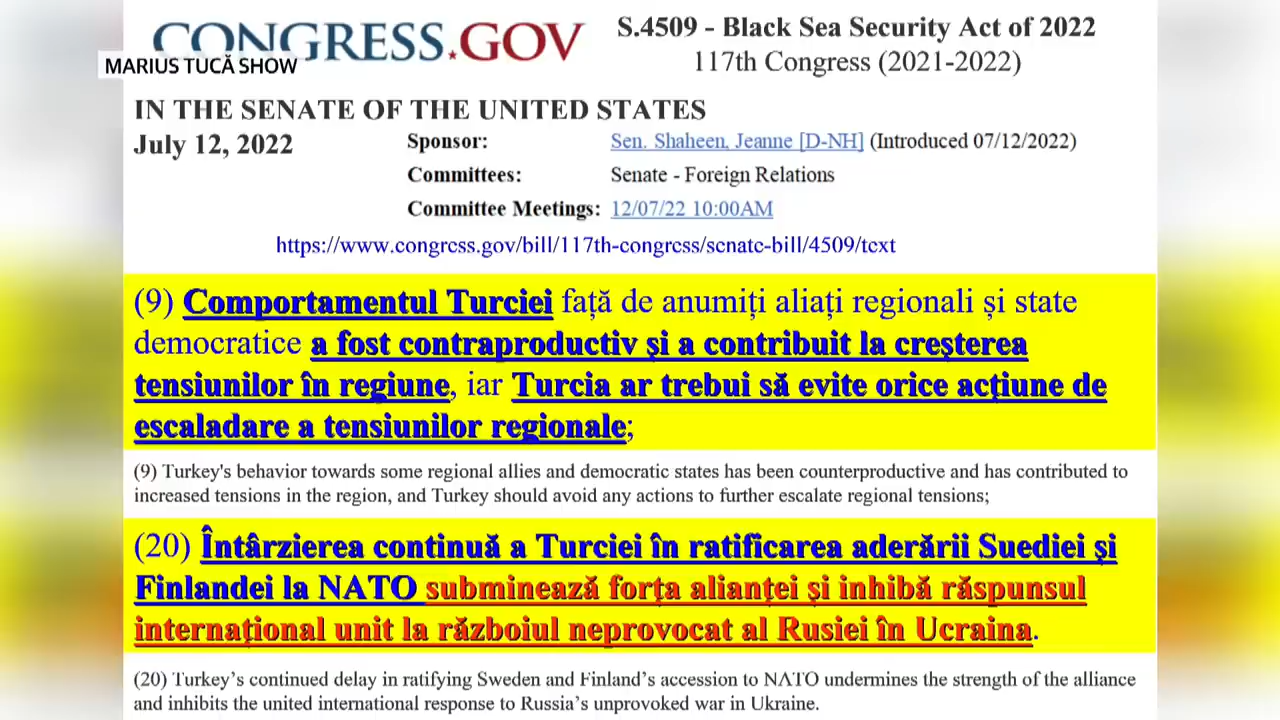 CONGRESS.GOV
MARIUS TUCĂ SHOW
S.4509 - Black Sea Security Act of 2022
117th Congress (2021-2022)
IN THE SENATE OF THE UNITED STATES
July 12, 2022
Sponsor: Sen. Shaheen, Jeanne [D-NH] (Introduced 07/12/2022)
Committees: Senate - Foreign Relations
Committee Meetings: 12/07/22 10:00AM
https://www.congress.gov/bill/117th-congress/senate-bill/4509/text
(9) Comportamentul Turciei față de anumiți aliați regionali și state
democratice a fost contraproductiv și a contribuit la creșterea
tensiunilor în regiune, iar Turcia ar trebui să evite orice acțiune de
escaladare a tensiunilor regionale;
(9) Turkey's behavior towards some regional allies and democratic states has been counterproductive and has contributed to
increased tensions in the region, and Turkey should avoid any actions to further escalate regional tensions;
(20) Întârzierea continuă a Turciei în ratificarea aderării Suediei și
Finlandei la NATO subminează forța alianței și inhibă răspunsul
internațional unit la războiul neprovocat al Rusiei în Ucraina.
(20) Turkey’s continued delay in ratifying Sweden and Finland’s accession to NATO undermines the strength of the alliance
and inhibits the united international response to Russia’s unprovoked war in Ukraine.